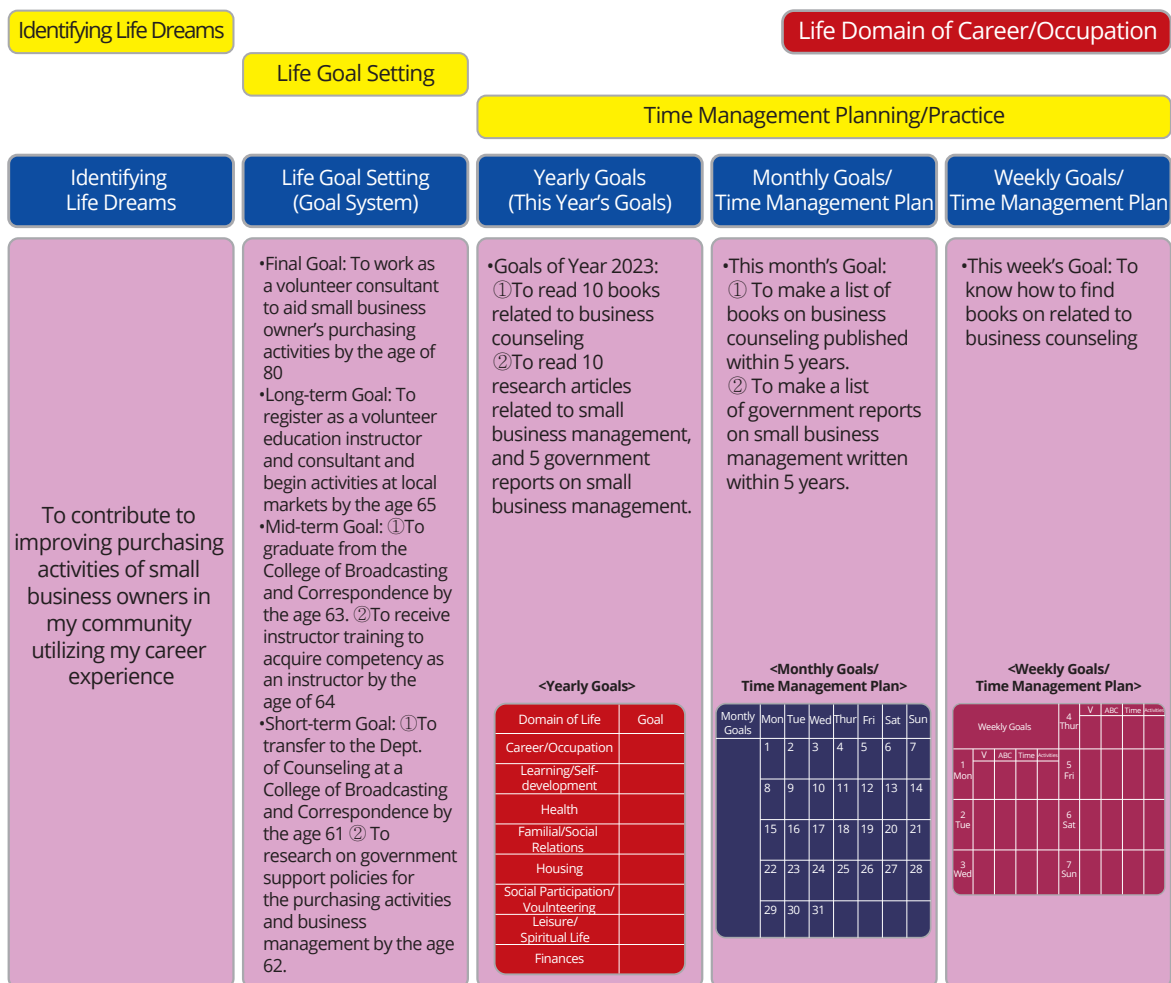 Identifying Life Dreams
Life Domain of Career/Occupation
Life Goal Setting
Time Management Planning/Practice
Identifying
Life Dreams
Life Goal Setting
(Goal System)
Yearly Goals
(This Year's Goals)
Monthly Goals/
Time Management Plan
Weekly Goals/
Time Management Plan
To contribute to
improving purchasing
activities of small
business owners in
my community
utilizing my career
experience
•Final Goal: To work as
a volunteer consultant
to aid small business
owner's purchasing
activities by the age of
80
•Long-term Goal: To
register as a volunteer
education instructor
and consultant and
begin activities at local
markets by the age 65
•Mid-term Goal: ①To
graduate from the
College of Broadcasting
and Correspondence by
the age 63. ②To receive
instructor training to
acquire competency as
an instructor by the
age of 64
•Short-term Goal: ①To
transfer to the Dept.
of Counseling at a
College of Broadcasting
and Correspondence by
the age 61 ② To
research on government
support policies for
the purchasing activities
and business
management by the age
62.
•Goals of Year 2023:
①To read 10 books
related to business
counseling
②To read 10
research articles
related to small
business management,
and 5 government
reports on small
business management.
<Yearly Goals>
Domain of Life Goal
Career/Occupation
Learning/Self-
development
Health
Familial/Social
Relations
Housing
Social Participation/
Voulnteering
Leisure/
Spiritual Life
Finances
•This month's Goal:
① To make a list of
books on business
counseling published
within 5 years.
② To make a list
of government reports
on small business
management written
within 5 years.
<Monthly Goals/
Time Management Plan>
Montly
Goals
Mon Tue Wed Thur Fri Sat Sun
1 2 3 4 5 6 7
8 9 10 11 12 13 14
15 16 17 18 19 20 21
22 23 24 25 26 27 28
29 30 31
•This week's Goal: To
know how to find
books on related to
business counseling
<Weekly Goals/
Time Management Plan>
Weekly Goals
4
Thur
V ABC Time Activities
V ABC Time Activities
1
Mon
5
Fri
2
Tue
6
Sat
3
Wed
7
Sun